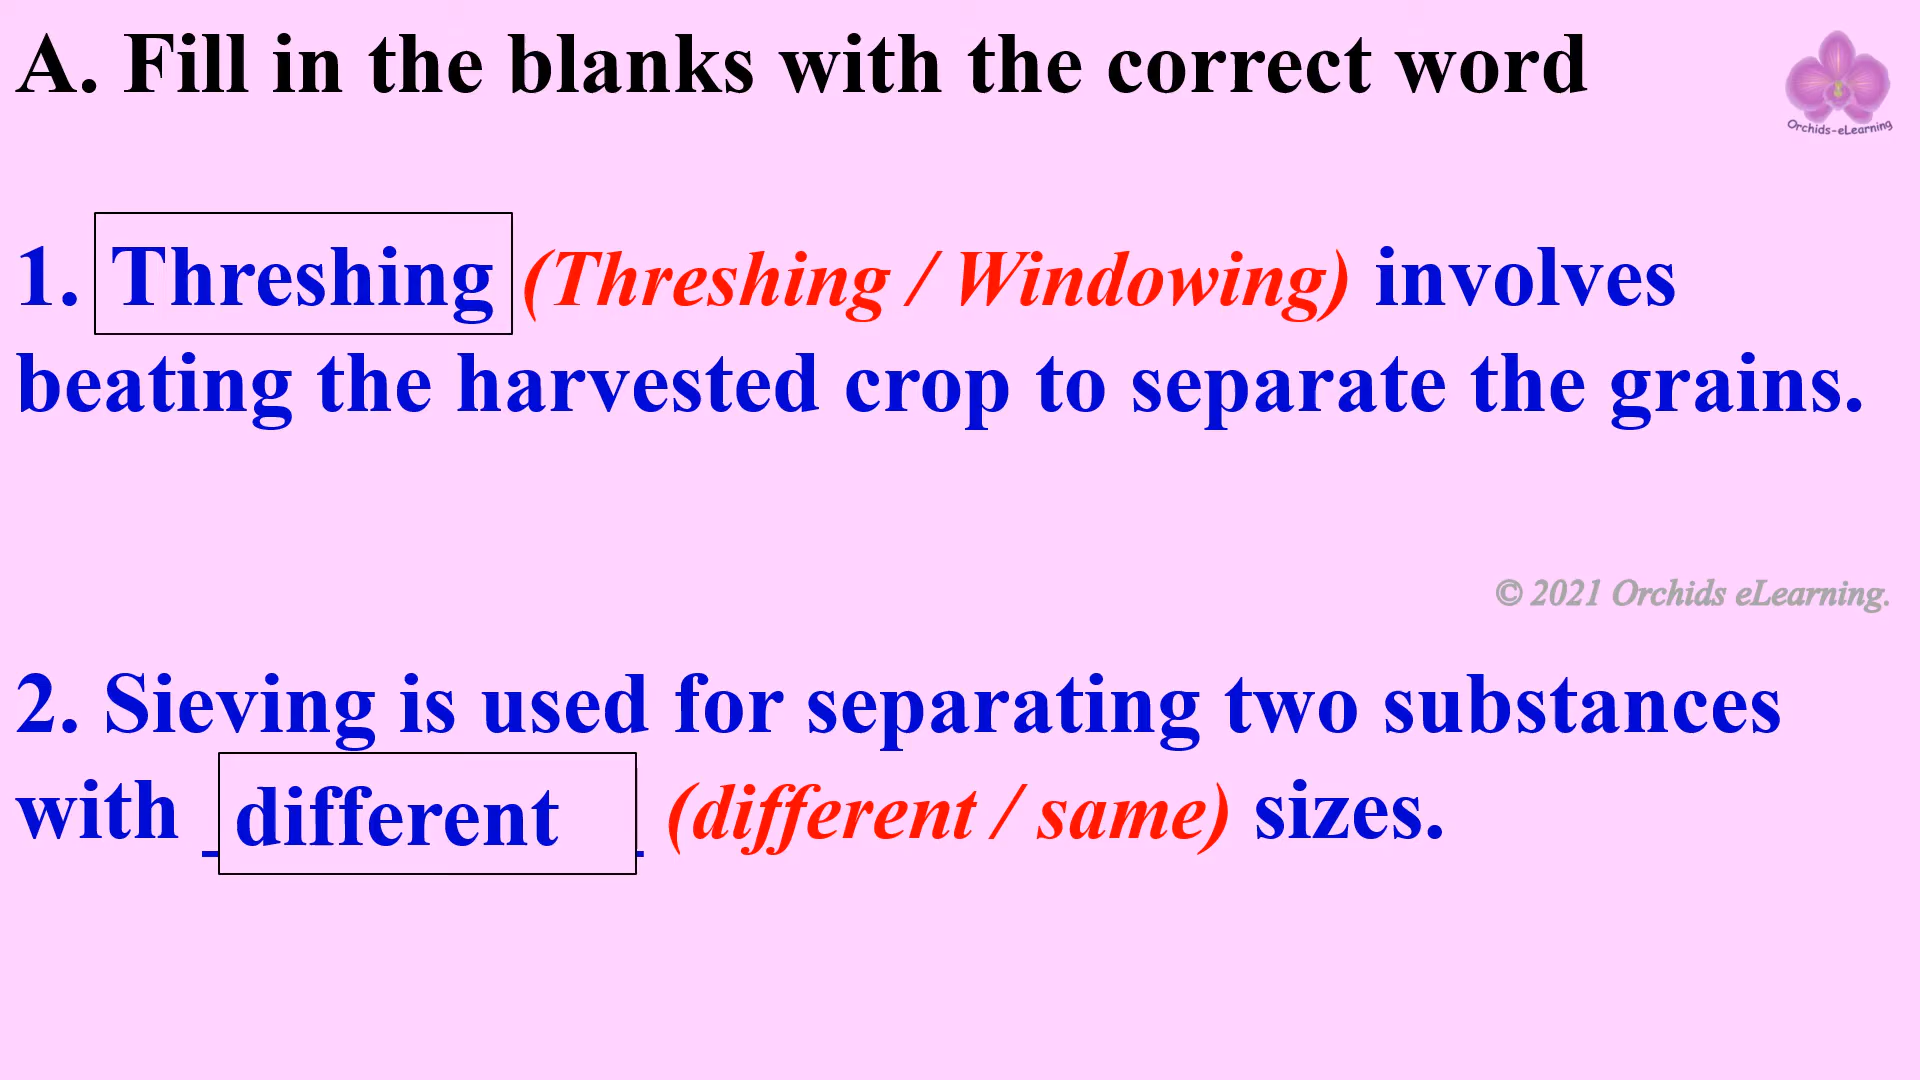 A. Fill in the blanks with the correct word
Orchids-eLearning
1. Threshing (Threshing / Windowing) involves
beating the harvested crop to separate the grains.
© 2021 Orchids eLearning.
2. Sieving is used for separating two substances
with _different_ (different / same) sizes.